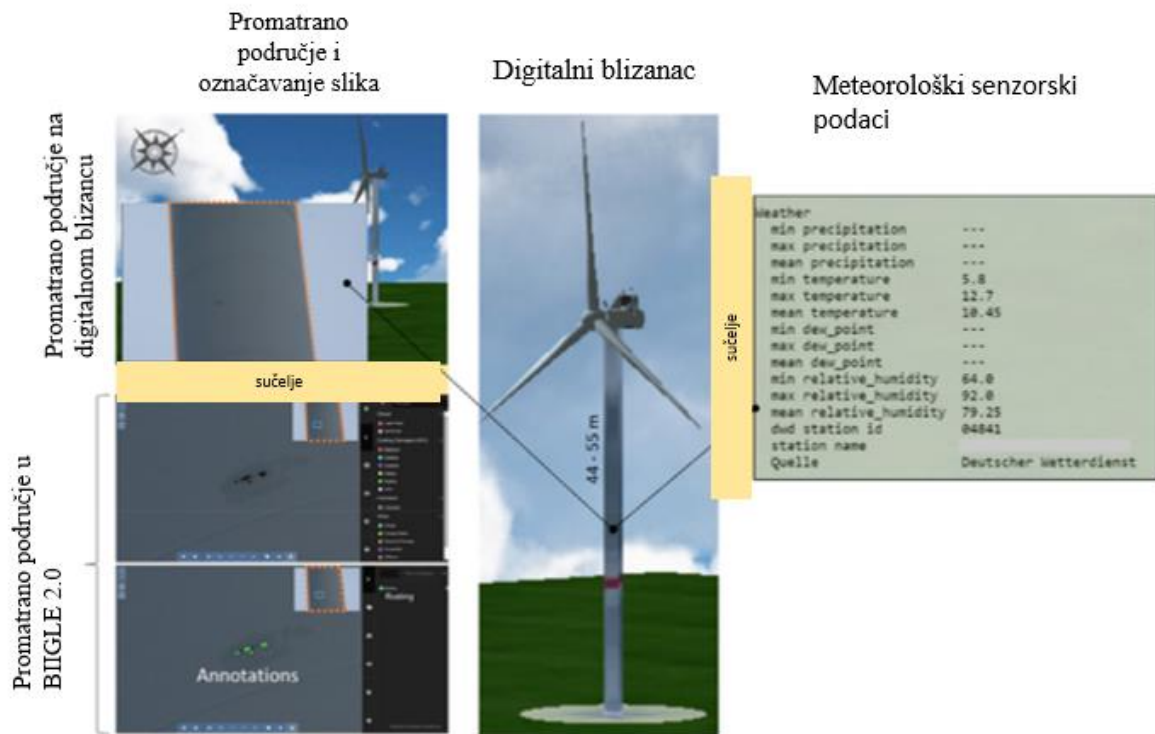 Promatrano
područje i
označavanje slika
Digitalni blizanac
Meteorološki senzorski
podaci
Promatrano područje na
digitalnom blizancu
sučelje
Promatrano područje u
BIIGLE 2.0
Annotations
44 - 55 m
sučelje
Weather
min precipitation ---
max precipitation ---
mean precipitation ---
min temperature 5.8
max temperature 12.7
mean temperature 10.45
min dew_point ---
max dew_point ---
mean dew_point ---
min relative_humidity 64.0
max relative_humidity 92.0
mean relative_humidity 79.25
dwd station id 04841
station name
Quelle Deutscher Wetterdienst